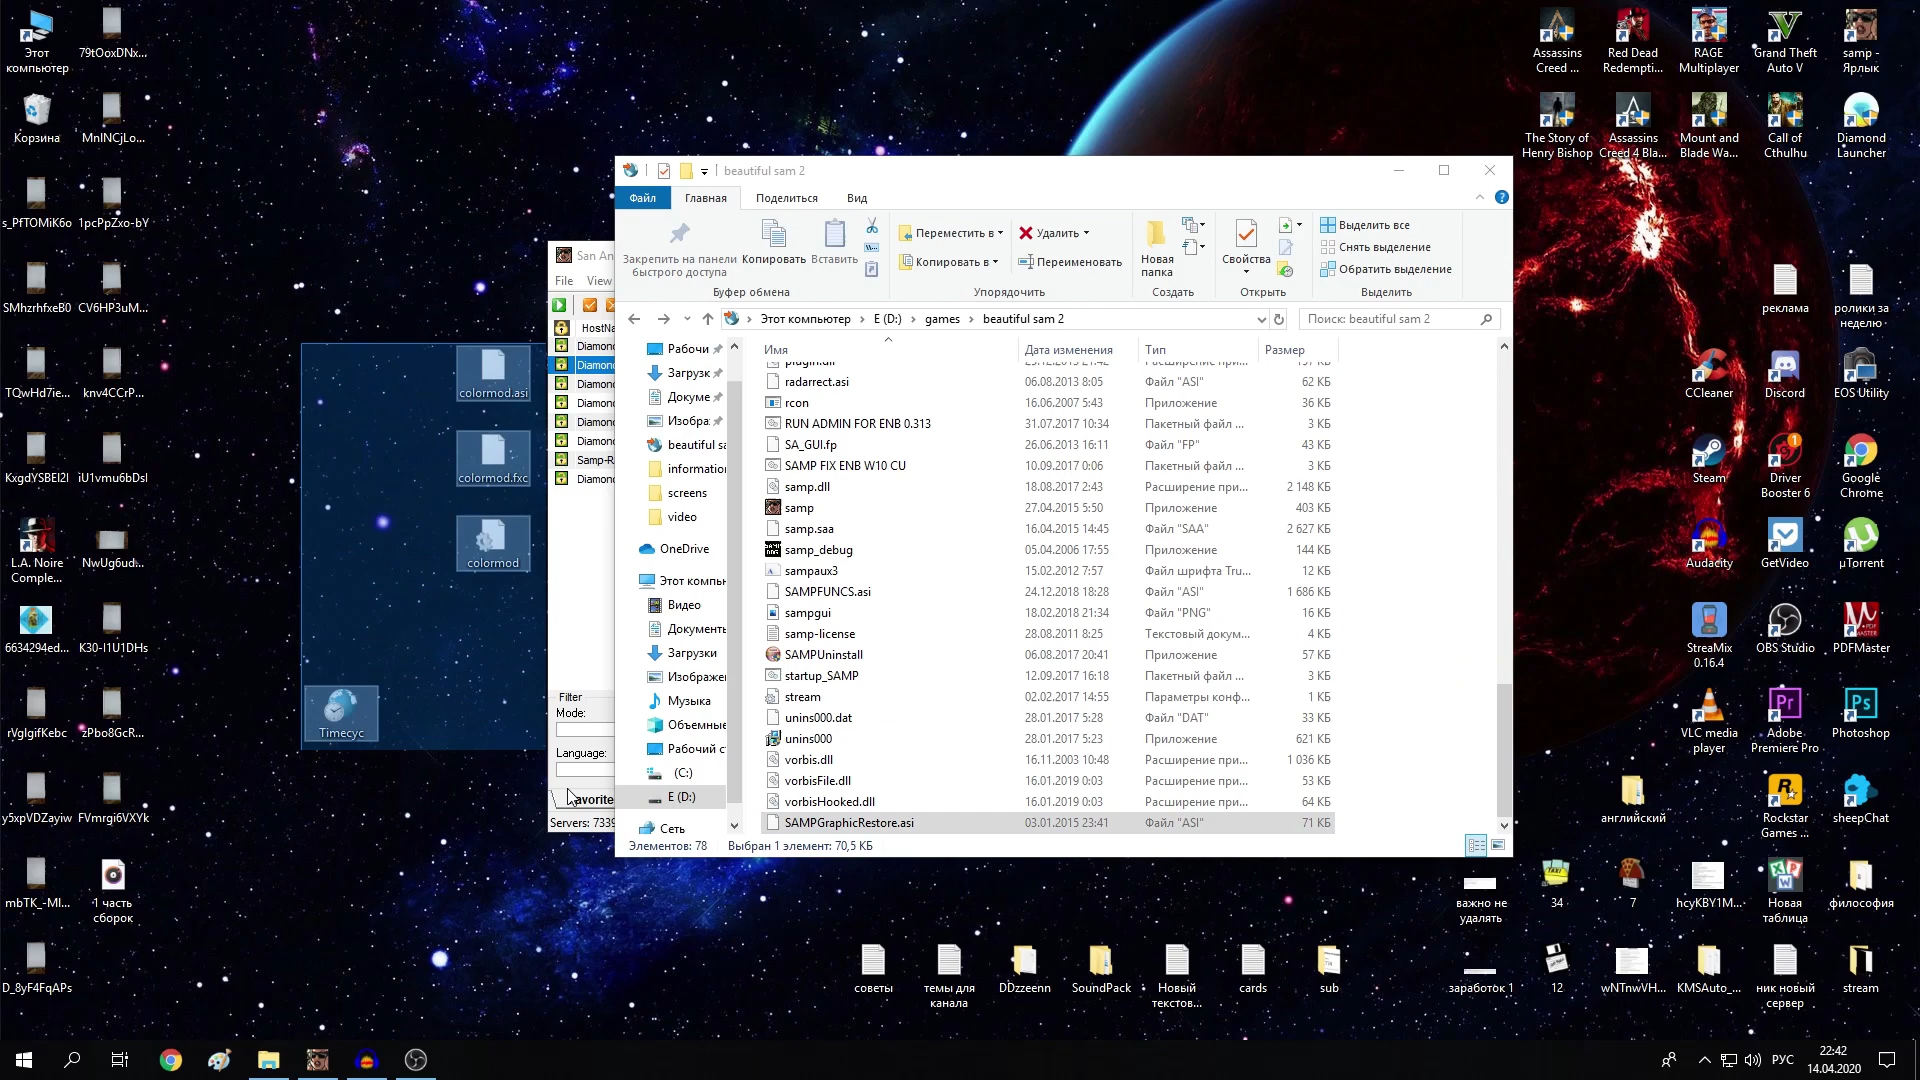 Этот
компьютер
79tOoxDNx...
Корзина
MnINCjLo...
s_PfTOMiK6o
1pcPpZxo-bY
SMhzrhfxeB0
CV6HP3uM...
TQwHd7ie...
knv4CCrP...
KxgdYSBEl2I
iU1vmu6bDsI
L.A. Noire
Comple...
NwUg6ud...
6634294ed...
K30-I1U1DHs
rVgIgifKebc
zPbo8GcR...
y5xpVDZayiw
FVmrgi6VXYk
mbTK_-MI...
1 часть
сборок
D_8yF4FqAPs
colormod.asi
colormod.fxc
colormod
Timecyc
San An
File View
HostNa
Diamond
Diamond
Diamond
Diamond
Diamond
Diamond
Samp-R
Diamond
Filter
Mode:
Language:
avorite
Servers: 7339
beautiful sam 2
Файл
Главная
Поделиться
Вид
Закрепить на панели
быстрого доступа
Копировать
Вставить
Буфер обмена
Переместить в
Копировать в
Удалить
Переименовать
Упорядочить
Новая
папка
Создать
Свойства
Открыть
Выделить все
Снять выделение
Обратить выделение
Выделить
Этот компьютер
E (D:)
games
beautiful sam 2
Поиск: beautiful sam 2
Рабочи
Загрузк
Докуме
Изобра:
beautiful sa
information
screens
video
OneDrive
Этот компьн
Видео
Документы
Загрузки
Изображен
Музыка
Объемные
Рабочий ст
(C:)
E (D:)
Сеть
Имя
Дата изменения
Тип
Размер
radarrect.asi 06.08.2013 8:05 Файл "ASI" 62 КБ
rcon 16.06.2007 5:43 Приложение 36 КБ
RUN ADMIN FOR ENB 0.313 31.07.2017 10:34 Пакетный файл ... 3 КБ
SA_GUI.fp 26.06.2013 16:11 Файл "FP" 43 КБ
SAMP FIX ENB W10 CU 10.09.2017 0:06 Пакетный файл ... 3 КБ
samp.dll 18.08.2017 2:43 Расширение при... 2 148 КБ
samp 27.04.2015 5:50 Приложение 403 КБ
samp.saa 16.04.2015 14:45 Файл "SAA" 2 627 КБ
samp_debug 05.04.2006 17:55 Приложение 144 КБ
sampaux3 15.02.2012 7:57 Файл шрифта Tru... 12 КБ
SAMPFUNCS.asi 24.12.2018 18:28 Файл "ASI" 1 686 КБ
sampgui 18.02.2018 21:34 Файл "PNG" 16 КБ
samp-license 28.08.2011 8:25 Текстовый докум... 4 КБ
SAMPUninstall 06.08.2017 20:41 Приложение 57 КБ
startup_SAMP 12.09.2017 16:18 Пакетный файл ... 3 КБ
stream 02.02.2017 14:55 Параметры конф... 1 КБ
unins000.dat 28.01.2017 5:28 Файл "DAT" 33 КБ
unins000 28.01.2017 5:23 Приложение 621 КБ
vorbis.dll 16.11.2003 10:48 Расширение при... 1 036 КБ
vorbisFile.dll 16.01.2019 0:03 Расширение при... 53 КБ
vorbisHooked.dll 16.01.2019 0:03 Расширение при... 64 КБ
SAMPGraphicRestore.asi 03.01.2015 23:41 Файл "ASI" 71 КБ
Элементов: 78
Выбран 1 элемент: 70,5 КБ
Assassins
Creed ...
Red Dead
Redempti...
RAGE
Multiplayer
Grand Theft
Auto V
samp -
Ярлык
The Story of
Henry Bishop
Assassins
Creed 4 Bla...
Mount and
Blade Wa...
Call of
Cthulhu
Diamond
Launcher
реклама
ролики за
неделю
CCleaner
Discord
EOS Utility
Steam
Driver
Booster 6
Google
Chrome
Audacity
GetVideo
µTorrent
StreaMix
0.16.4
OBS Studio
PDFMaster
VLC media
player
Adobe
Premiere Pro
Photoshop
английский
Rockstar
Games ...
sheepChat
важно не
удалять
34
7
hcyKBY1M...
Новая
таблица
философия
советы
темы для
канала
DDzzeenn
SoundPack
Новый
текстов...
cards
sub
заработок 1
12
wNTnwVH...
KMSAuto_...
ник новый
сервер
stream
РУС
22:42
14.04.2020